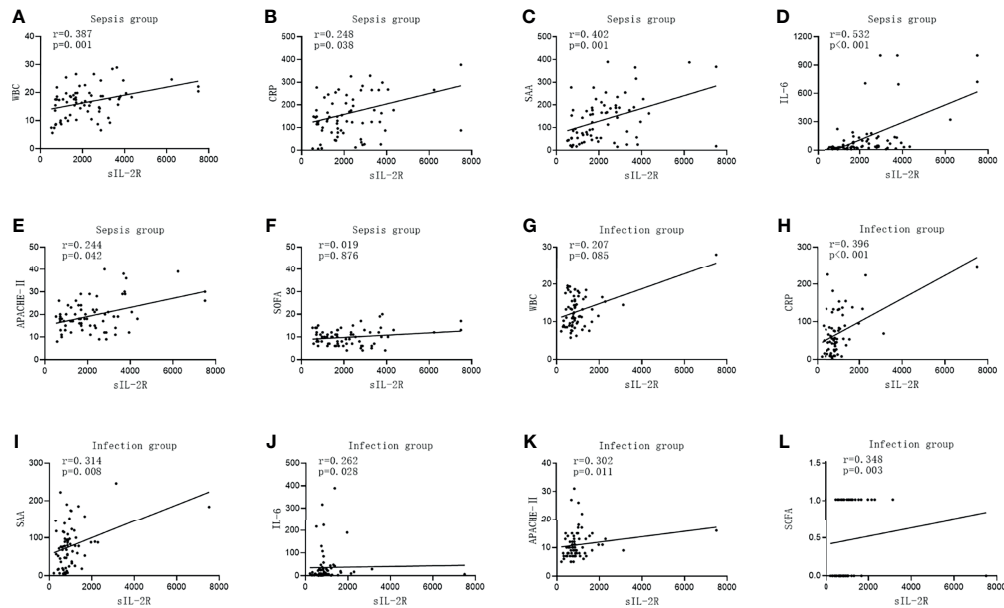 A
Sepsis group
r=0.387
p=0.001
WBC
40
30
20
10
0
0 2000 4000 6000 8000
sIL-2R
B
Sepsis group
r=0.248
p=0.038
CRP
500
400
300
200
100
0
0 2000 4000 6000 8000
sIL-2R
C
Sepsis group
r=0.402
p=0.001
SAA
500
400
300
200
100
0
0 2000 4000 6000 8000
sIL-2R
D
Sepsis group
r=0.532
p<0.001
IL-6
1200
900
600
300
0
0 2000 4000 6000 8000
sIL-2R
E
Sepsis group
r=0.244
p=0.042
APACHE-II
50
40
30
20
10
0
0 2000 4000 6000 8000
sIL-2R
F
Sepsis group
r=0.019
p=0.876
SOFA
50
40
30
20
10
0
0 2000 4000 6000 8000
sIL-2R
G
Infection group
r=0.207
p=0.085
WBC
30
20
10
0
0 2000 4000 6000 8000
sIL-2R
H
Infection group
r=0.396
p<0.001
CRP
300
200
100
0
0 2000 4000 6000 8000
sIL-2R
I
Infection group
r=0.314
p=0.008
SAA
300
200
100
0
0 2000 4000 6000 8000
sIL-2R
J
Infection group
r=0.262
p=0.028
IL-6
500
400
300
200
100
50
40
30
20
10
0
0 2000 4000 6000 8000
sIL-2R
K
Infection group
r=0.302
p=0.011
APACHE-II
40
30
20
10
0
0 2000 4000 6000 8000
sIL-2R
L
Infection group
r=0.348
p=0.003
SOFA
1.5
1.0
0.5
0.0
0 2000 4000 6000 8000
sIL-2R